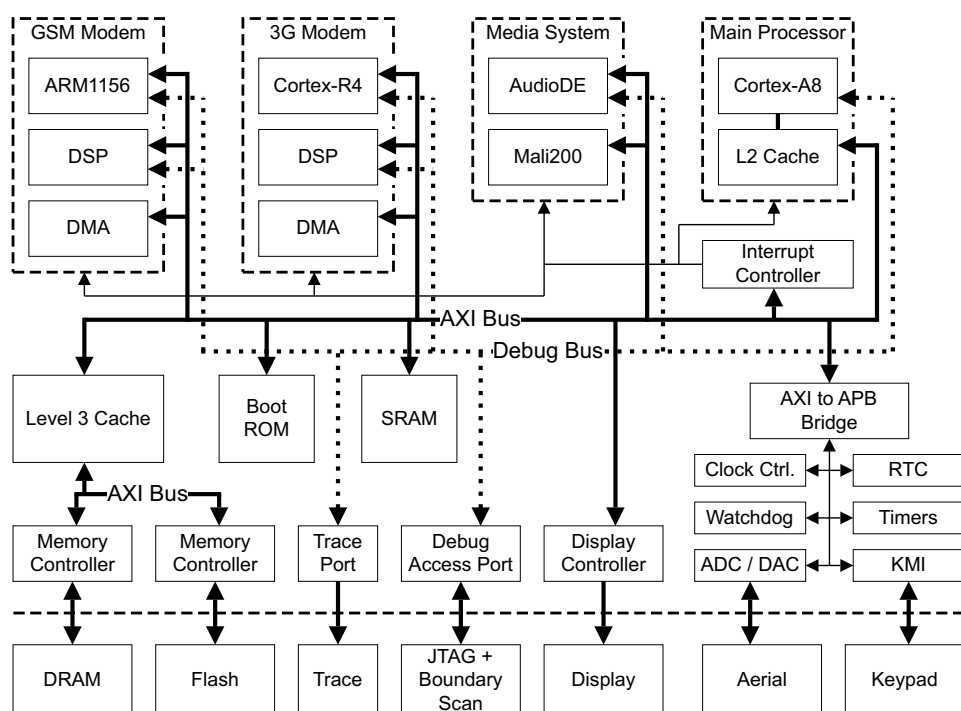 GSM Modem
3G Modem
Media System
Main Processor
ARM1156
Cortex-R4
AudioDE
Cortex-A8
DSP
DSP
Mali200
L2 Cache
DMA
DMA
Interrupt
Controller
AXI Bus
Debug Bus
Level 3 Cache
Boot
ROM
SRAM
AXI to APB
Bridge
Clock Ctrl.
RTC
AXI Bus
Watchdog
Timers
Memory
Controller
Memory
Controller
Trace
Port
Debug
Access Port
Display
Controller
ADC / DAC
KMI
DRAM
Flash
Trace
JTAG +
Boundary
Scan
Display
Aerial
Keypad